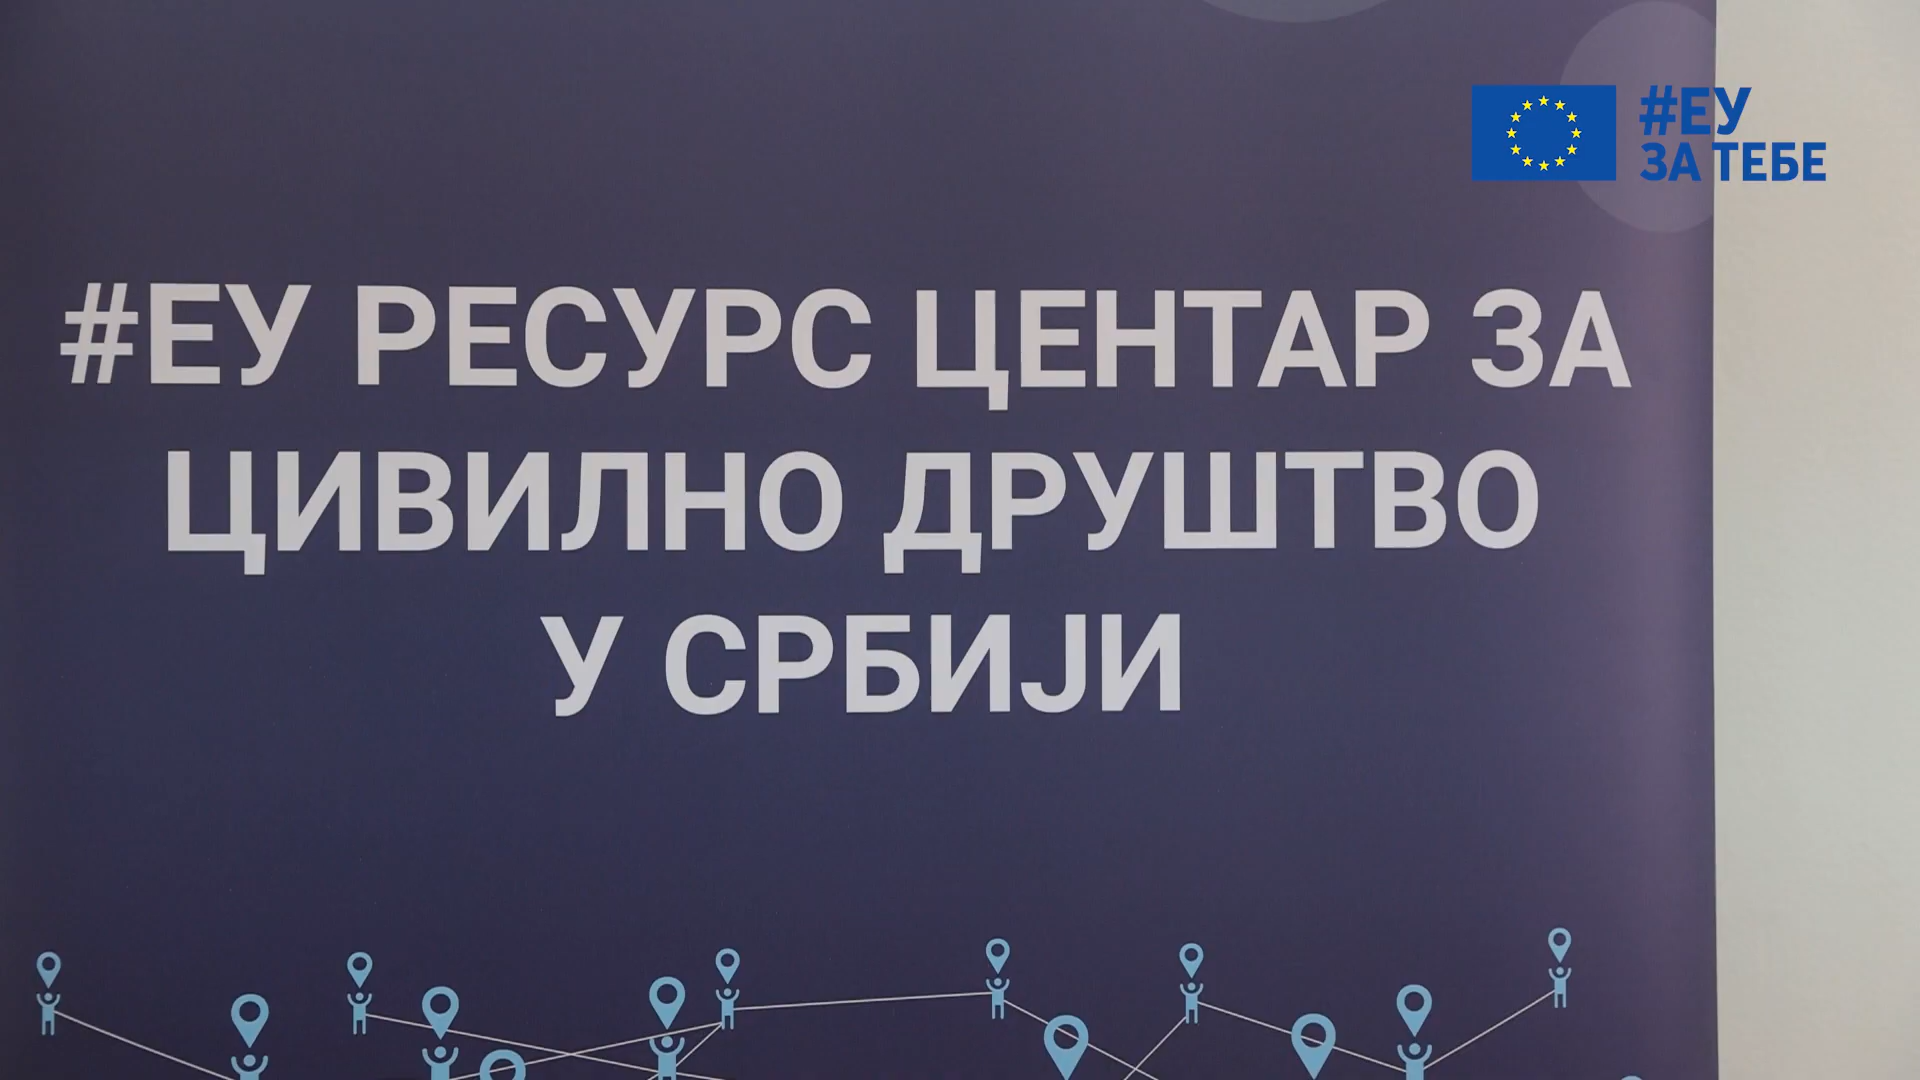 #ЕУ
ЗА ТЕБЕ
#ЕУ РЕСУРС ЦЕНТАР ЗА
ЦИВИЛНО ДРУШТВО
У СРБИЈИ